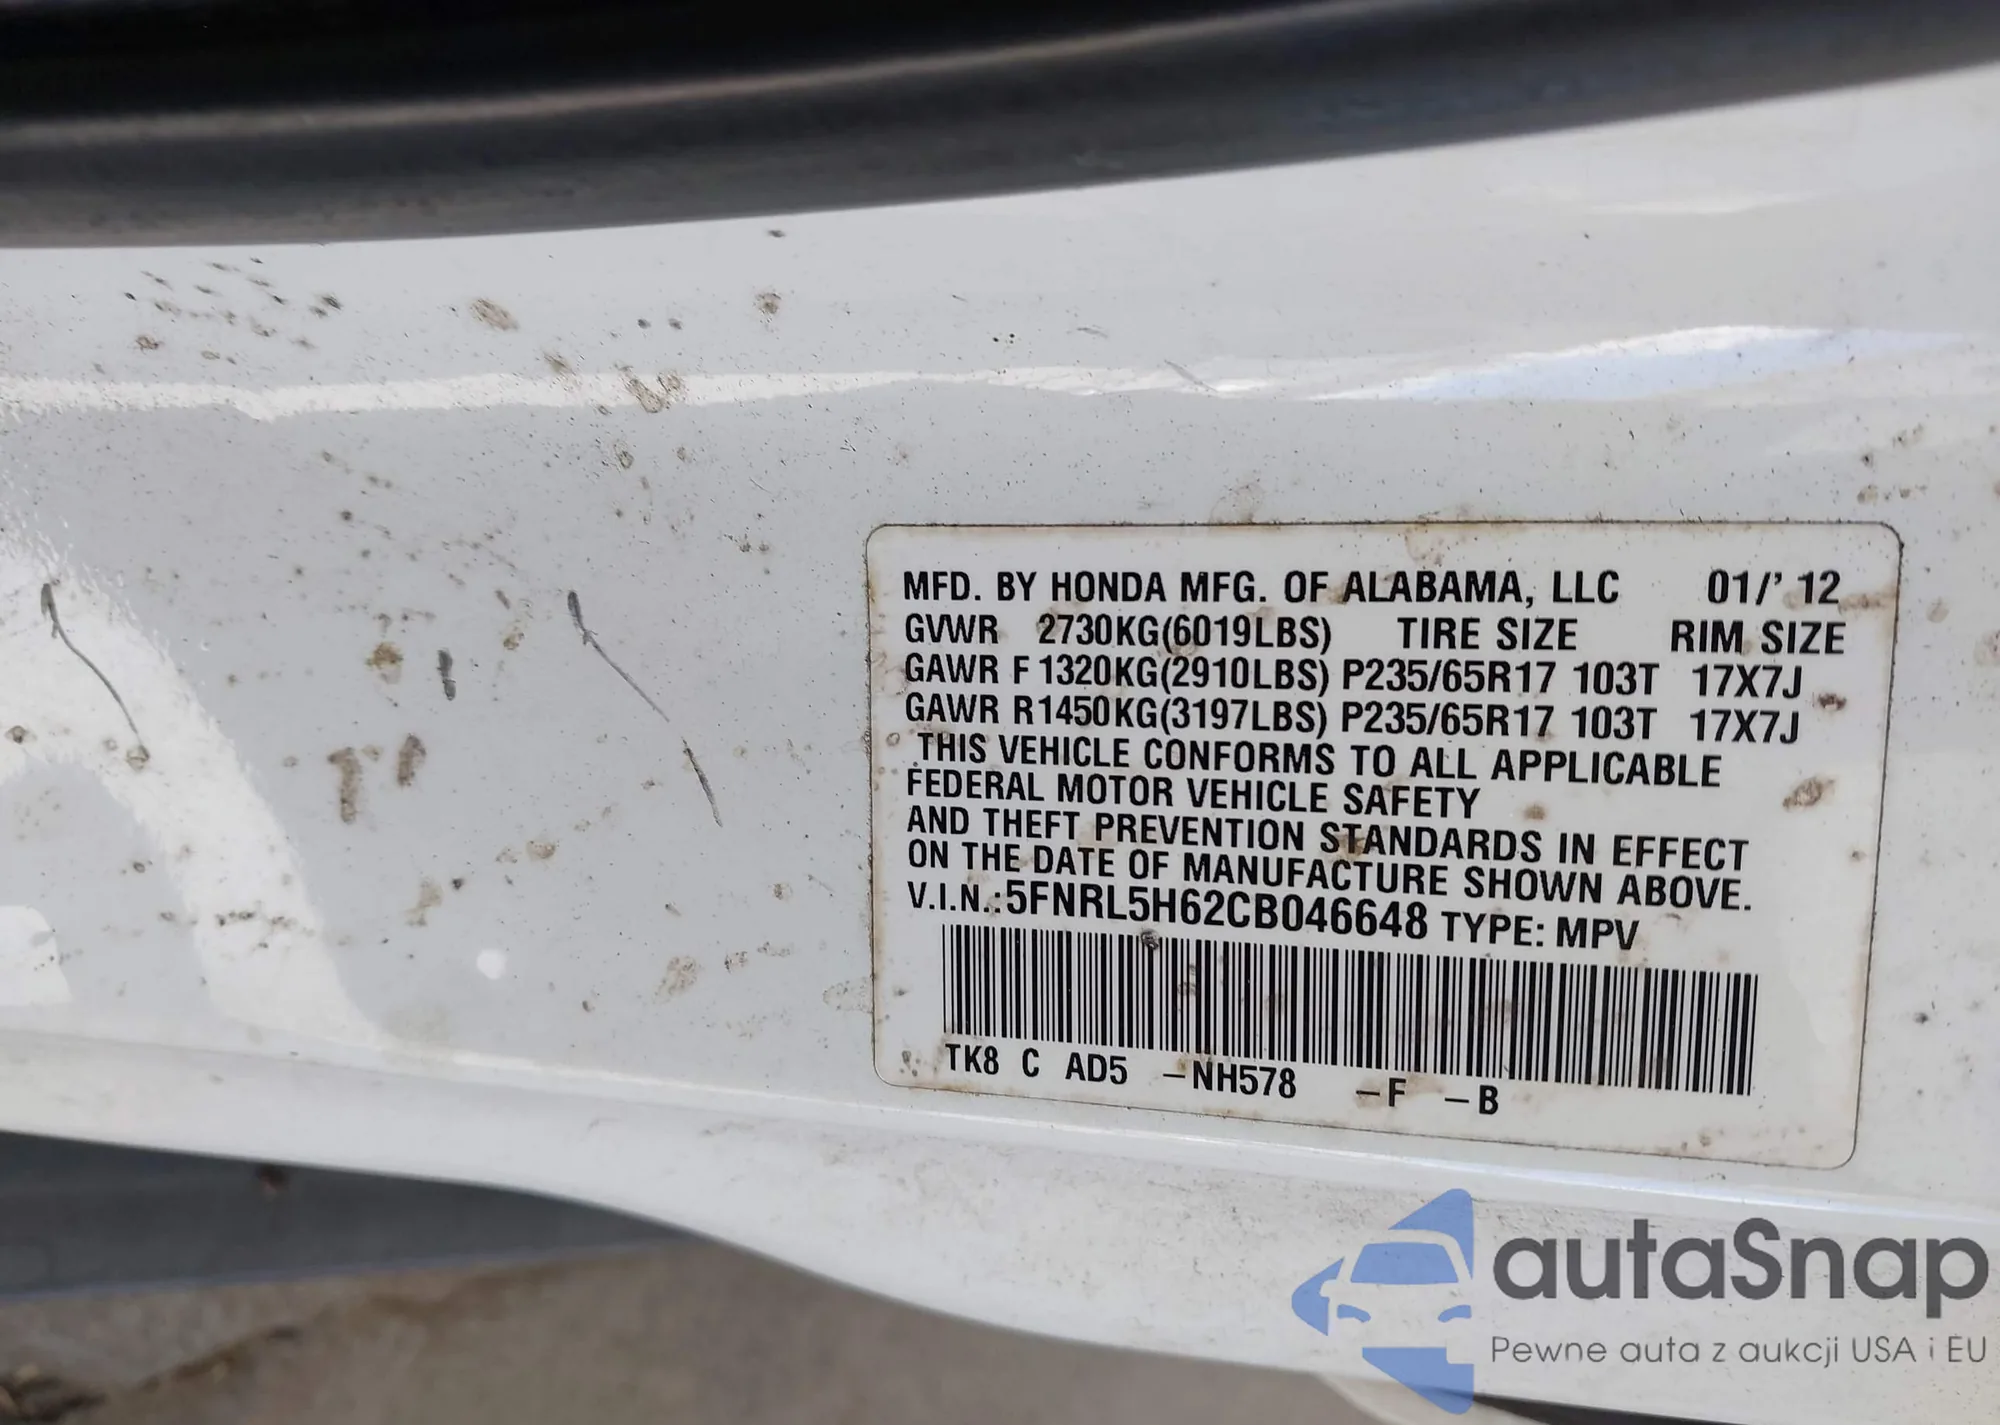 MFD. BY HONDA MFG. OF ALABAMA, LLC 01/' 12
GVWR 2730KG(6019LBS) TIRE SIZE RIM SIZE
GAWR F 1320KG(2910LBS) P235/65R17 103T 17X7J
GAWR R1450KG(3197LBS) P235/65R17 103T 17X7J
THIS VEHICLE CONFORMS TO ALL APPLICABLE
FEDERAL MOTOR VEHICLE SAFETY
AND THEFT PREVENTION STANDARDS IN EFFECT
ON THE DATE OF MANUFACTURE SHOWN ABOVE.
V.I.N.:5FNRL5H62CB046648 TYPE: MPV
TK8 C AD5 –NH578 –F –B
autaSnap
Pewne auta z aukcji USA i EU